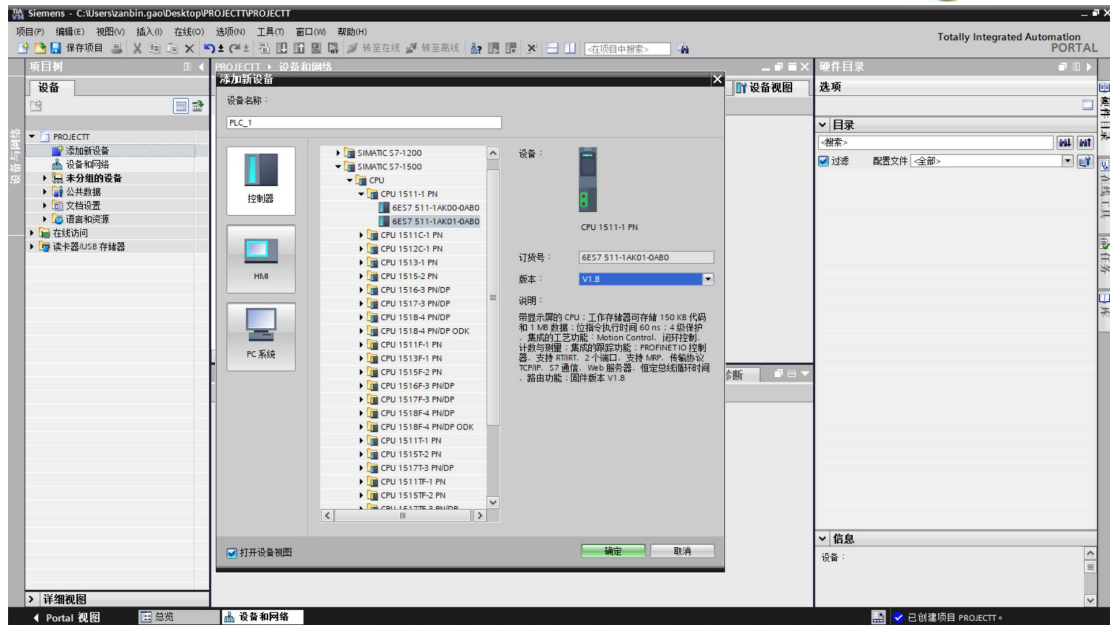 Siemens - C:\Users\zanbin.gao\Desktop\PROJECTT\PROJECTT
项目(P) 编辑(E) 视图(V) 插入(I) 在线(O) 选项(N) 工具(T) 窗口(W) 帮助(H)
Totally Integrated Automation
PORTAL
保存项目
转至在线
转至离线
<在项目中搜索>
项目树
设备
PROJECTT
添加新设备
设备和网络
未分组的设备
公共数据
文档设置
语言和资源
在线访问
读卡器/USB 存储器
设备与网络
详细视图
PROJECTT ▸ 设备和网络
设备视图
添加新设备
设备名称：
PLC_1
控制器
HMI
PC 系统
SIMATIC S7-1200
SIMATIC S7-1500
CPU
CPU 1511-1 PN
6ES7 511-1AK00-0AB0
6ES7 511-1AK01-0AB0
CPU 1511C-1 PN
CPU 1512C-1 PN
CPU 1513-1 PN
CPU 1515-2 PN
CPU 1516-3 PN/DP
CPU 1517-3 PN/DP
CPU 1518-4 PN/DP
CPU 1518-4 PN/DP ODK
CPU 1511F-1 PN
CPU 1513F-1 PN
CPU 1515F-2 PN
CPU 1516F-3 PN/DP
CPU 1517F-3 PN/DP
CPU 1518F-4 PN/DP
CPU 1518F-4 PN/DP ODK
CPU 1511T-1 PN
CPU 1515T-2 PN
CPU 1517T-3 PN/DP
CPU 1511TF-1 PN
CPU 1515TF-2 PN
CPU 1517TF-3 PN/DP
设备：
CPU 1511-1 PN
订货号：
6ES7 511-1AK01-0AB0
版本：
V1.8
说明：
带显示屏的 CPU；工作存储器可存储 150 KB 代码
和 1 MB 数据；位指令执行时间 60 ns；4 级保护
，集成的工艺功能：Motion Control，闭环控制，
计数与测量；集成的跟踪功能；PROFINET IO 控制
器，支持 RT/IRT，2 个端口，支持 MRP，传输协议
TCP/IP，S7 通信，Web 服务器，恒定总线循环时间
，路由功能；固件版本 V1.8
打开设备视图
确定
取消
诊断
硬件目录
选项
目录
<搜索>
过滤
配置文件
<全部>
信息
设备：
硬件目录
在线工具
任务
库
Portal 视图
总览
设备和网络
已创建项目 PROJECTT。